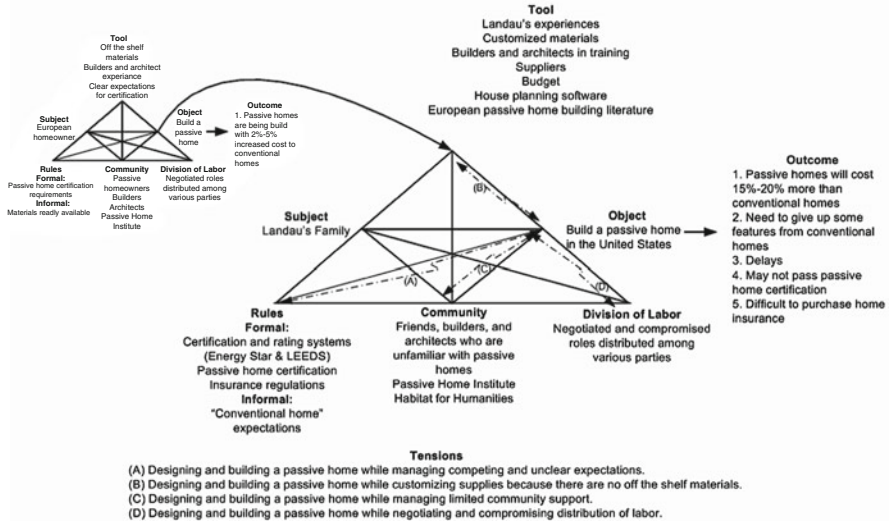 Tool
Off the shelf
materials
Builders and architect
experiance
Clear expectations
for certification
Subject
European
homeowner
Object
Build a
passive
home
Outcome
1. Passive homes
are being build
with 2%-5%
increased cost to
conventional
homes
Rules
Formal:
Passive home certification
requirements
Informal:
Materials readily available
Community
Passive
homeowners
Builders
Architects
Passive Home
Institute
Division of Labor
Negotiated roles
distributed among
various parties
Tool
Landau's experiences
Customized materials
Builders and architects in training
Suppliers
Budget
House planning software
European passive home building literature
Subject
Landau's Family
Object
Build a passive home
in the United States
Outcome
1. Passive homes will cost
15%-20% more than
conventional homes
2. Need to give up some
features from conventional
homes
3. Delays
4. May not pass passive
home certification
5. Difficult to purchase home
insurance
(B)
(A)
(C)
(D)
Rules
Formal:
Certification and rating systems
(Energy Star & LEEDS)
Passive home certification
Insurance regulations
Informal:
"Conventional home"
expectations
Community
Friends, builders, and
architects who are
unfamiliar with passive
homes
Passive Home Institute
Habitat for Humanities
Division of Labor
Negotiated and compromised
roles distributed among
various parties
Tensions
(A) Designing and building a passive home while managing competing and unclear expectations.
(B) Designing and building a passive home while customizing supplies because there are no off the shelf materials.
(C) Designing and building a passive home while managing limited community support.
(D) Designing and building a passive home while negotiating and compromising distribution of labor.